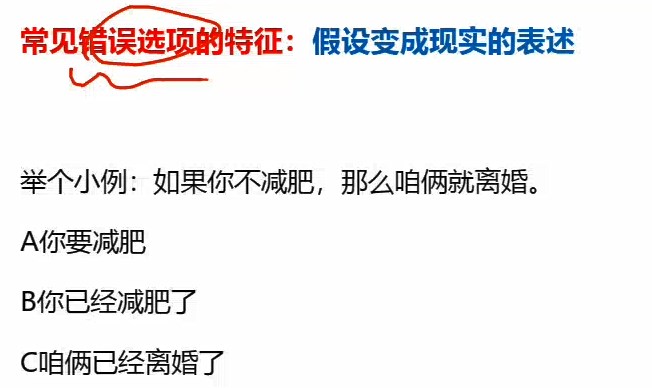 常见错误选项的特征：假设变成现实的表述
举个小例：如果你不减肥，那么咱俩就离婚。
A你要减肥
B你已经减肥了
C咱俩已经离婚了